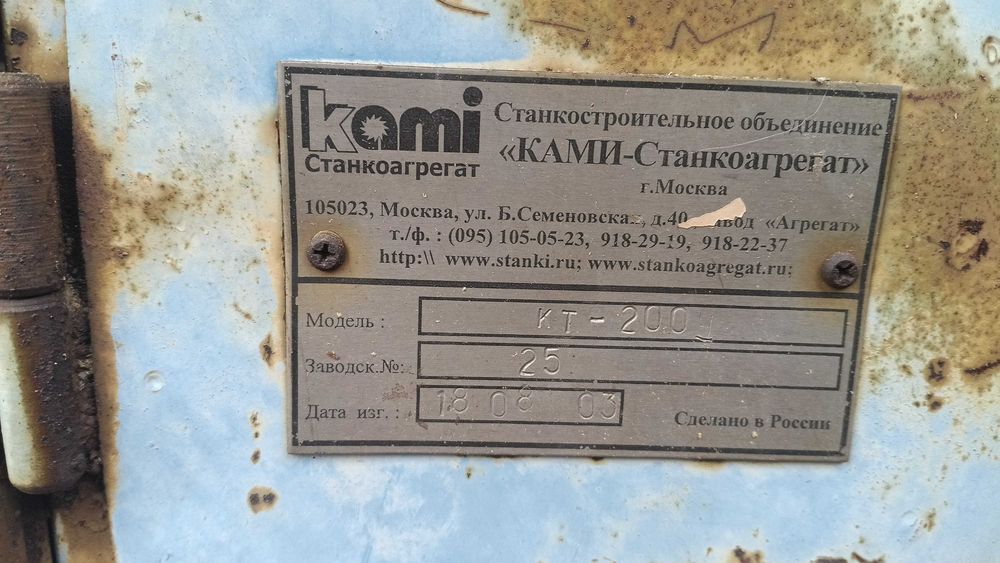 kami
Станкоагрегат
Станкостроительное объединение
«КАМИ-Станкоагрегат»
г.Москва
105023, Москва, ул. Б.Семеновская, д.40 завод «Агрегат»
т./ф. : (095) 105-05-23, 918-29-19, 918-22-37
http:\\ www.stanki.ru; www.stankoagregat.ru;
Модель : КТ-200
Заводск.№: 25
Дата изг. : 18 08 03
Сделано в России